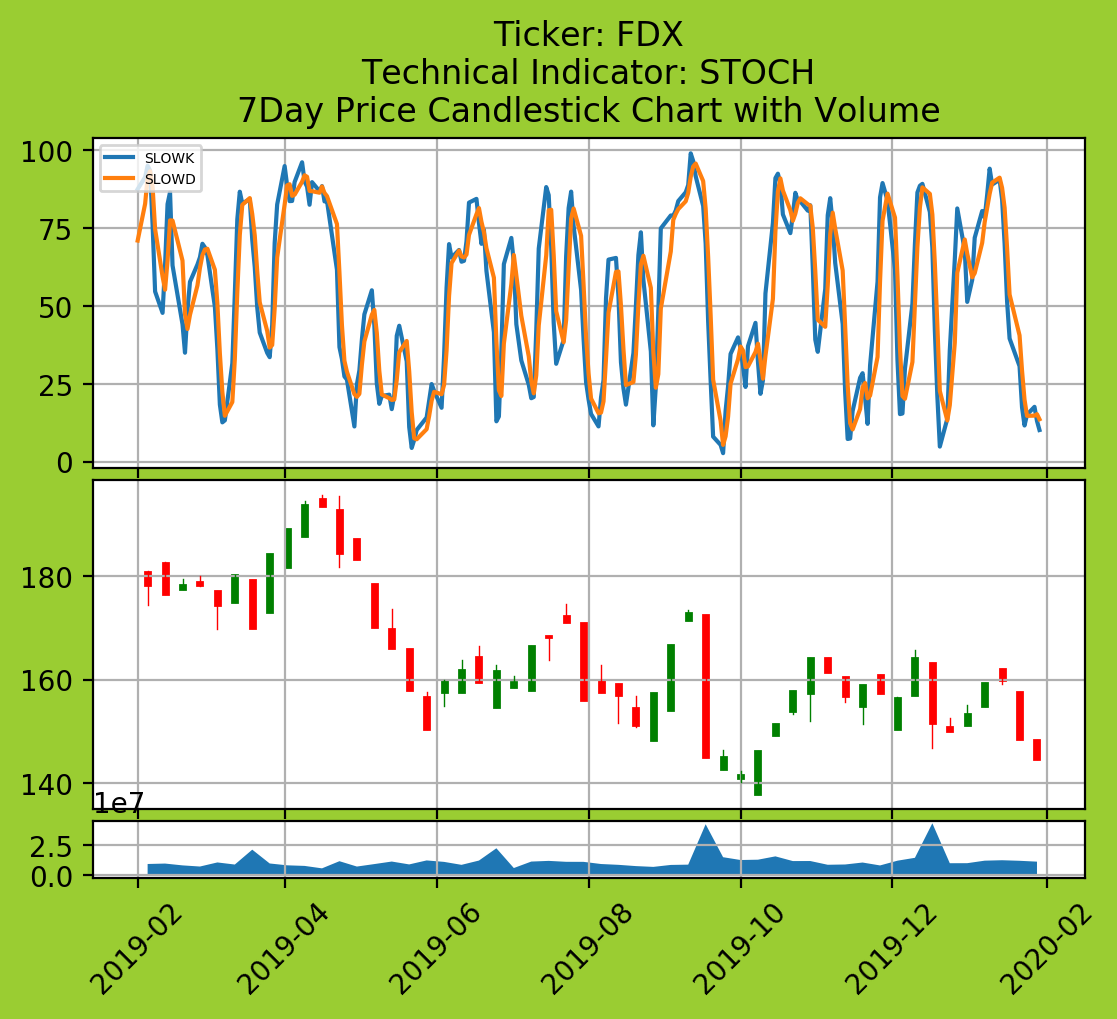 Ticker: FDX
Technical Indicator: STOCH
7Day Price Candlestick Chart with Volume
100
75
50
25
0
SLOWK
SLOWD
180
160
140
1e7
2.5
0.0
2019-02
2019-04
2019-06
2019-08
2019-10
2019-12
2020-02